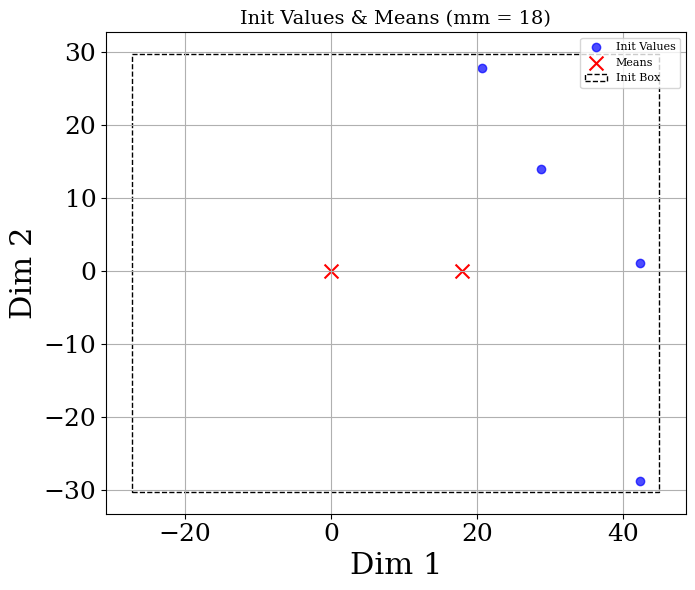 Init Values & Means (mm = 18)
Init Values
Means
Init Box
30
20
10
0
−10
−20
−30
Dim 2
−20
0
20
40
Dim 1